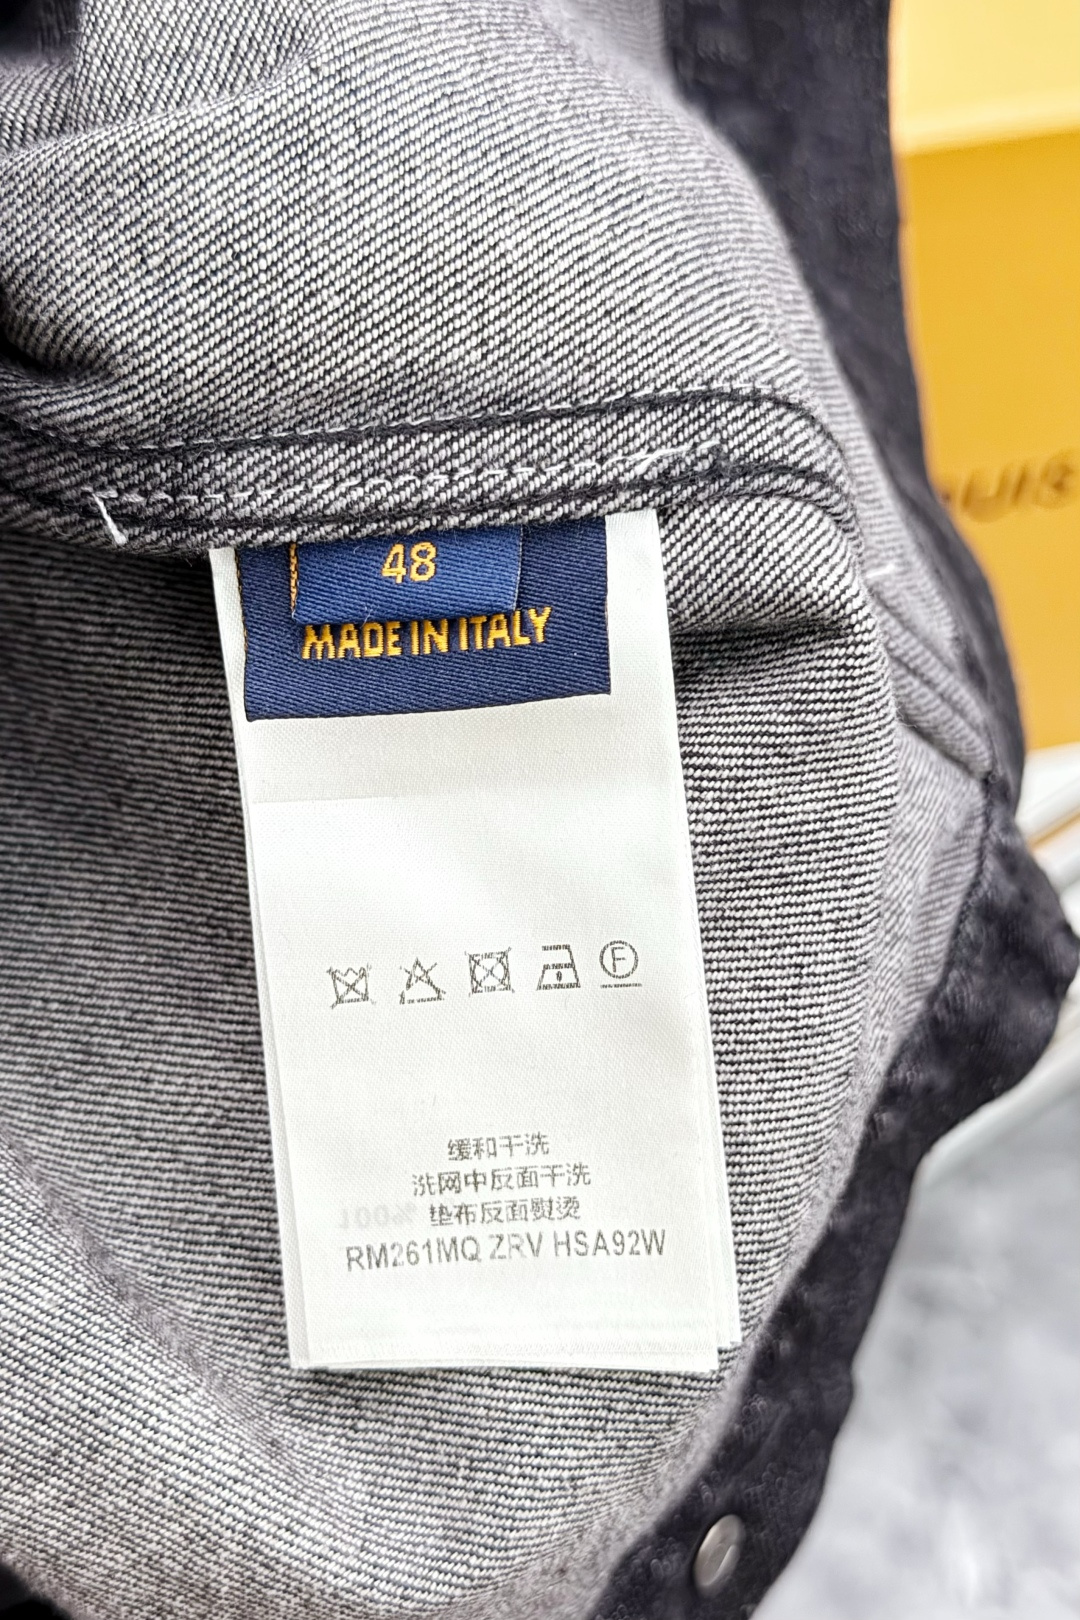 48
MADE IN ITALY
F
缓和干洗
洗网中反面干洗
垫布反面熨烫
RM261MQ ZRV HSA92W